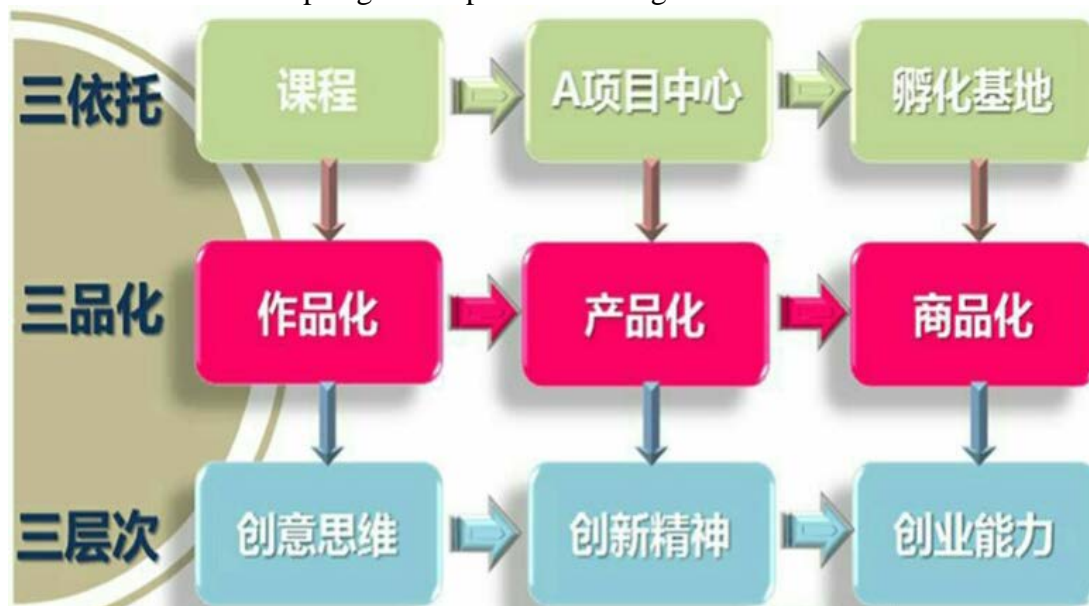 三依托 课程 A项目中心 孵化基地
三品化 作品化 产品化 商品化
三层次 创意思维 创新精神 创业能力